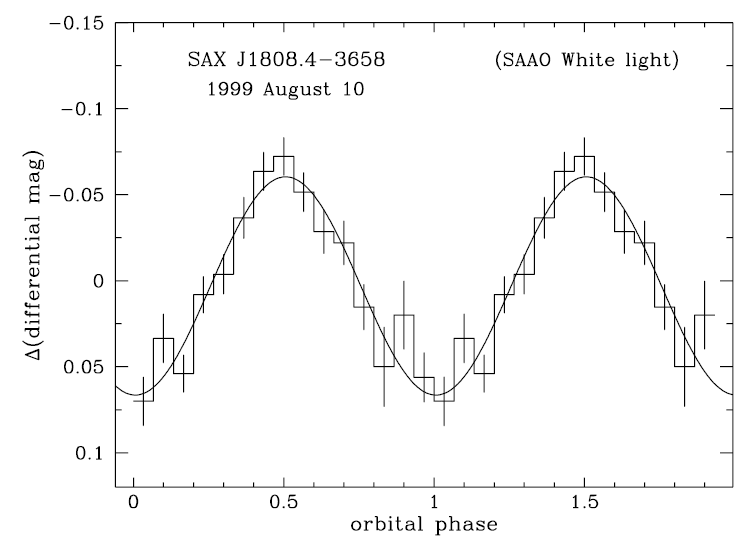 −0.15
SAX J1808.4−3658 (SAAO White light)
1999 August 10
−0.1
−0.05
0
0.05
0.1
Δ(differential mag)
0 0.5 1 1.5
orbital phase